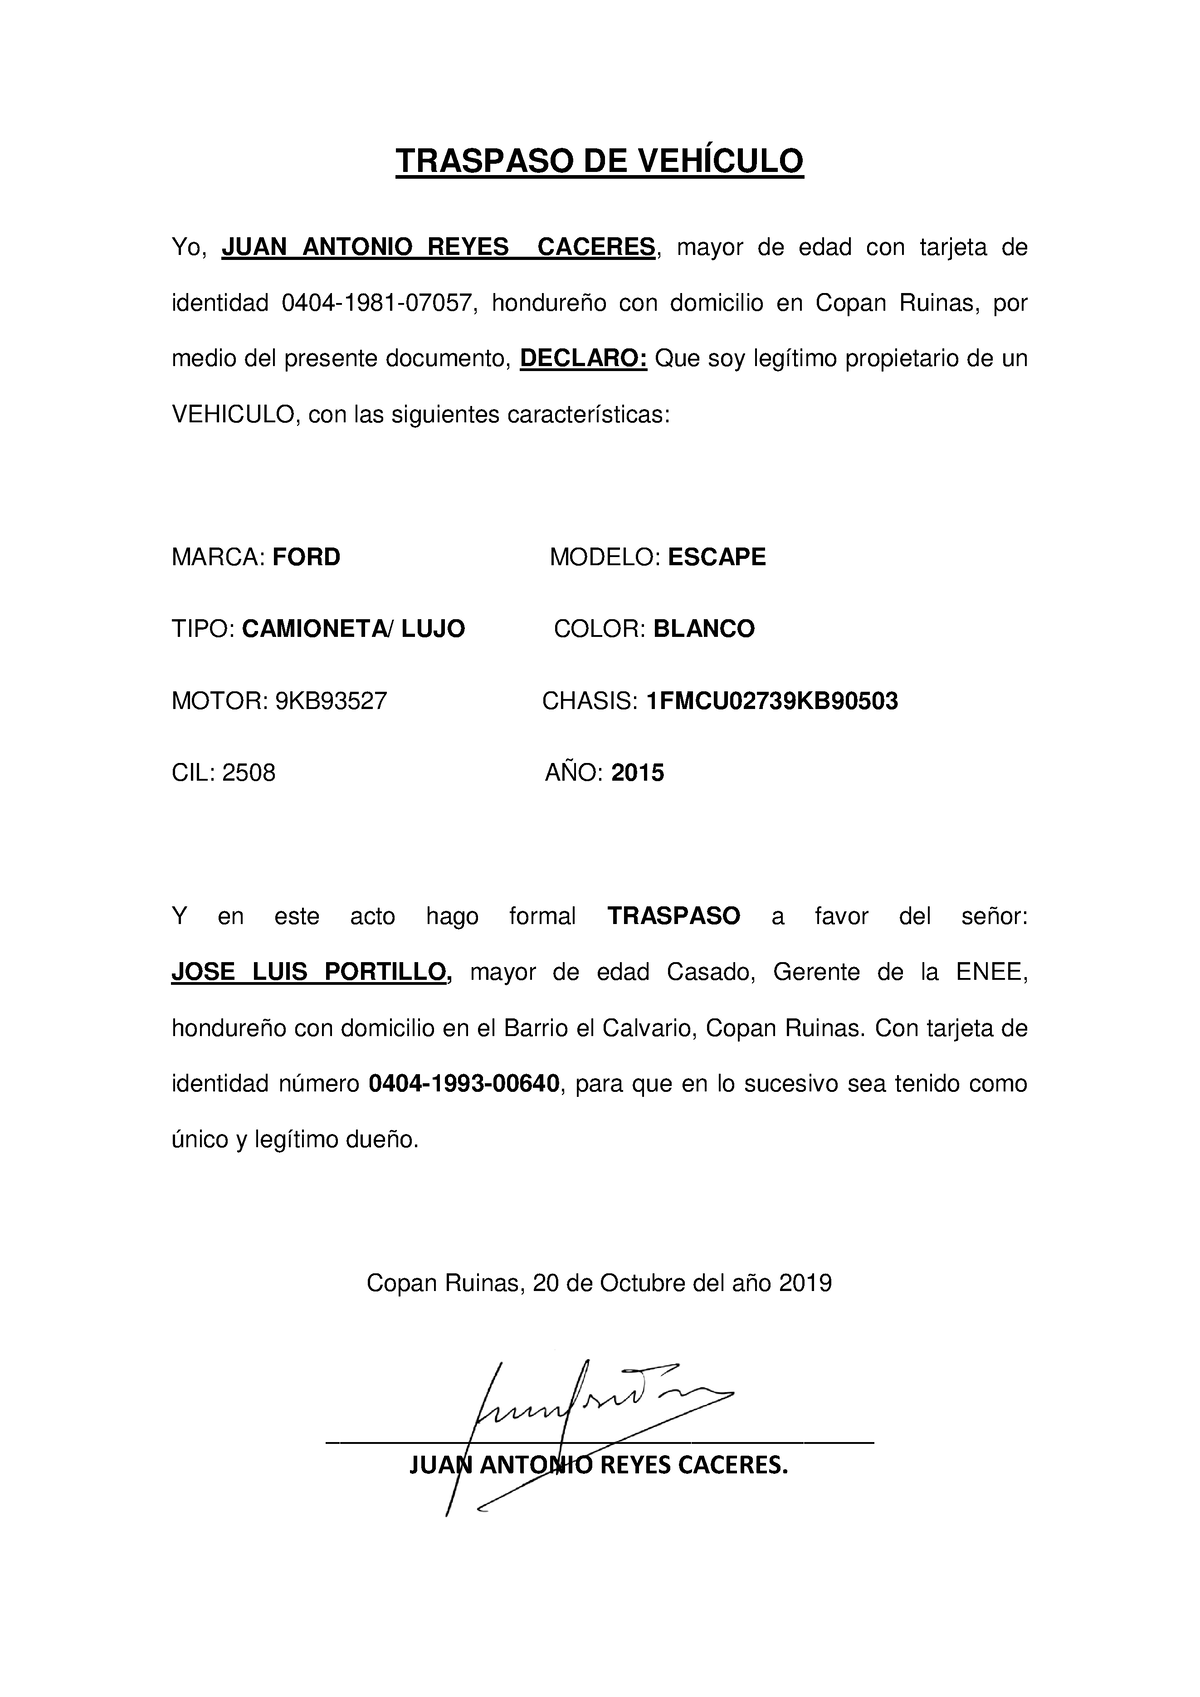 TRASPASO DE VEHÍCULO
Yo, JUAN ANTONIO REYES CACERES, mayor de edad con tarjeta de
identidad 0404-1981-07057, hondureño con domicilio en Copan Ruinas, por
medio del presente documento, DECLARO: Que soy legítimo propietario de un
VEHICULO, con las siguientes características:
MARCA: FORD MODELO: ESCAPE
TIPO: CAMIONETA/ LUJO COLOR: BLANCO
MOTOR: 9KB93527 CHASIS: 1FMCU02739KB90503
CIL: 2508 AÑO: 2015
Y en este acto hago formal TRASPASO a favor del señor:
JOSE LUIS PORTILLO, mayor de edad Casado, Gerente de la ENEE,
hondureño con domicilio en el Barrio el Calvario, Copan Ruinas. Con tarjeta de
identidad número 0404-1993-00640, para que en lo sucesivo sea tenido como
único y legítimo dueño.
Copan Ruinas, 20 de Octubre del año 2019
JUAN ANTONIO REYES CACERES.